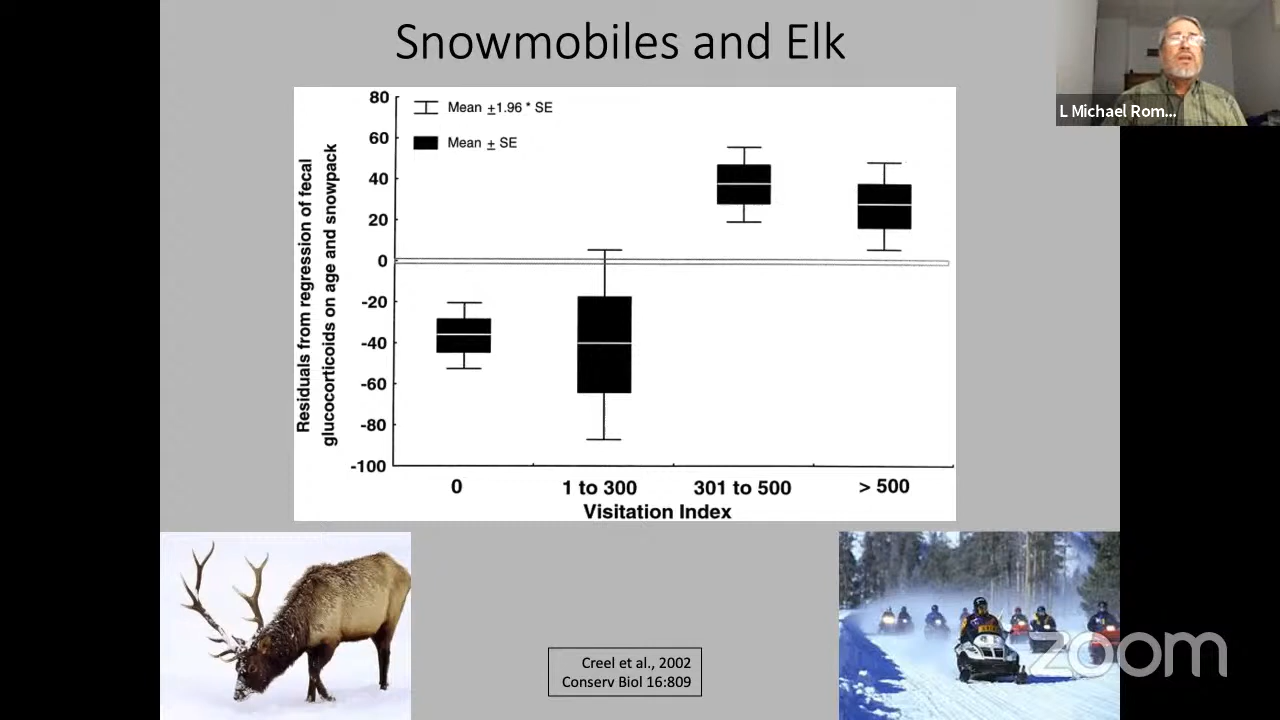 Snowmobiles and Elk
L Michael Rom...
80
60
40
20
0
-20
-40
-60
-80
-100
Mean ±1.96 * SE
Mean ± SE
Residuals from regression of fecal
glucocorticoids on age and snowpack
0
1 to 300
301 to 500
> 500
Visitation Index
Creel et al., 2002
Conserv Biol 16:809
zoom